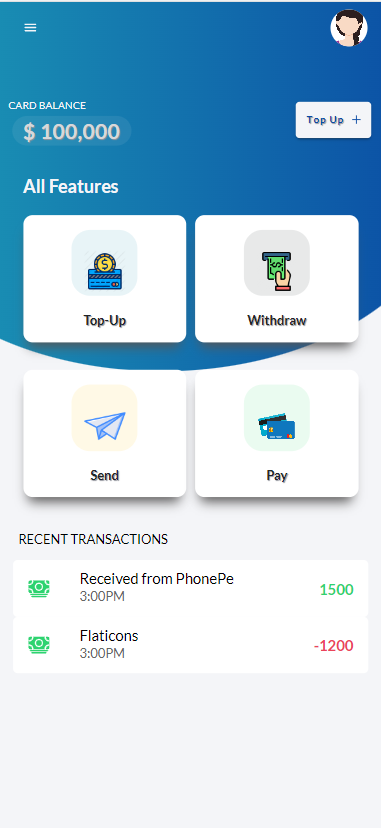 CARD BALANCE
$ 100,000
Top Up +
All Features
Top-Up
Withdraw
Send
Pay
RECENT TRANSACTIONS
Received from PhonePe
3:00PM
1500
Flaticons
3:00PM
-1200